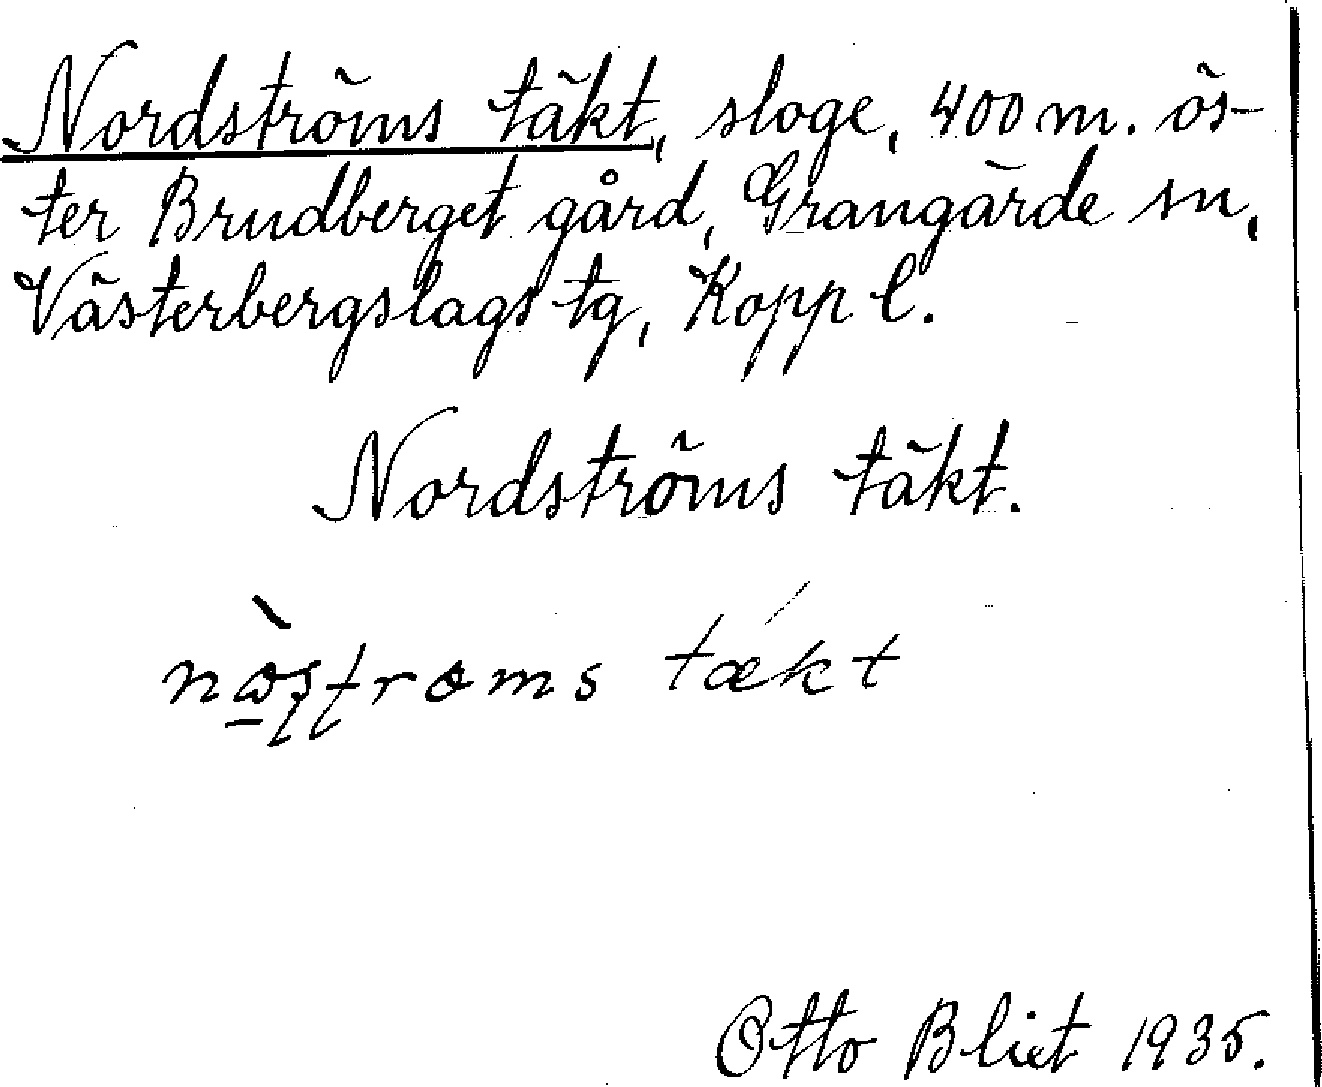 Nordströms täkt, sloge, 400 m. ös-
ter Brudberget gård, Grangärde sn,
Västerbergslags tg, Kopp l.
Nordströms täkt.
tækt
Otto Bliet 1935.